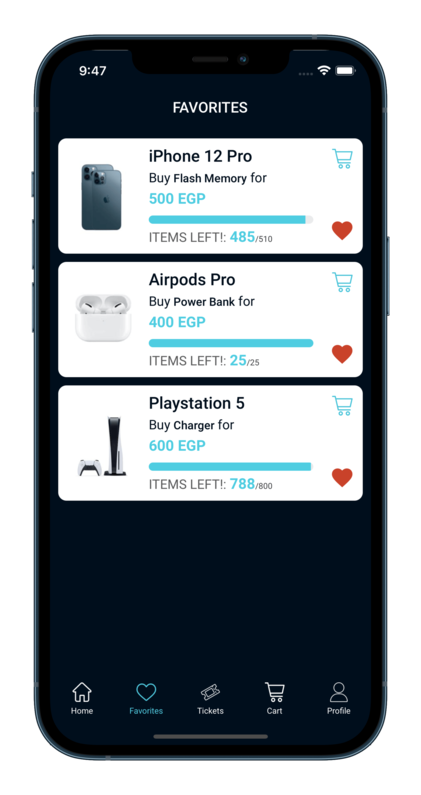 9:47
FAVORITES
iPhone 12 Pro
Buy Flash Memory for
500 EGP
ITEMS LEFT!: 485/510
Airpods Pro
Buy Power Bank for
400 EGP
ITEMS LEFT!: 25/25
Playstation 5
Buy Charger for
600 EGP
ITEMS LEFT!: 788/800
Home Favorites Tickets Cart Profile